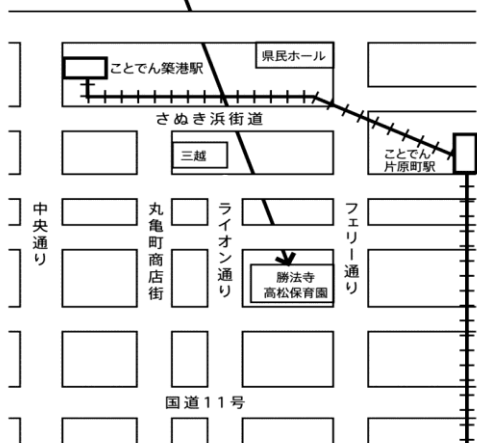 県民ホール
ことでん築港駅
さぬき浜街道
三越
ことでん
片原町駅
中央通り
丸亀町商店街
ライオン通り
フェリー通り
勝法寺
高松保育園
国道11号